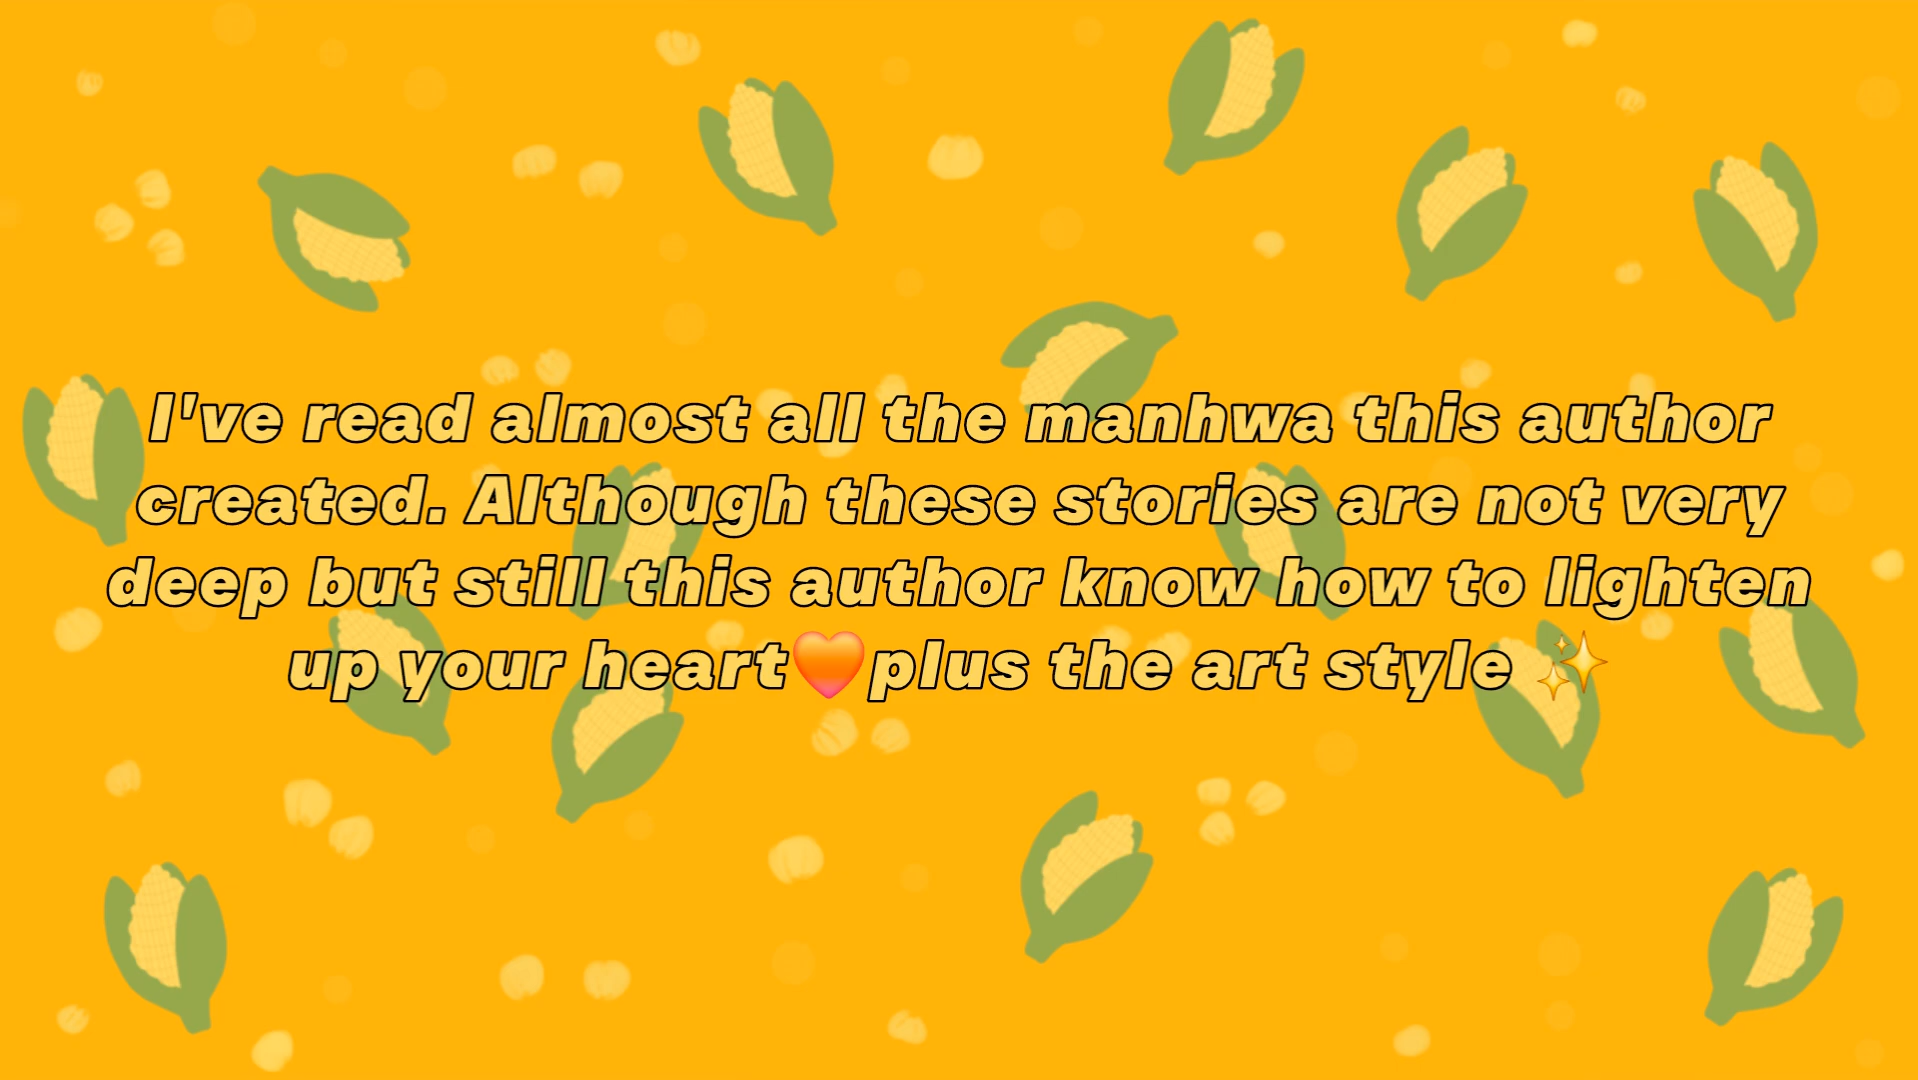 I've read almost all the manhwa this author
created. Although these stories are not very
deep but still this author know how to lighten
up your heart🧡plus the art style ✨